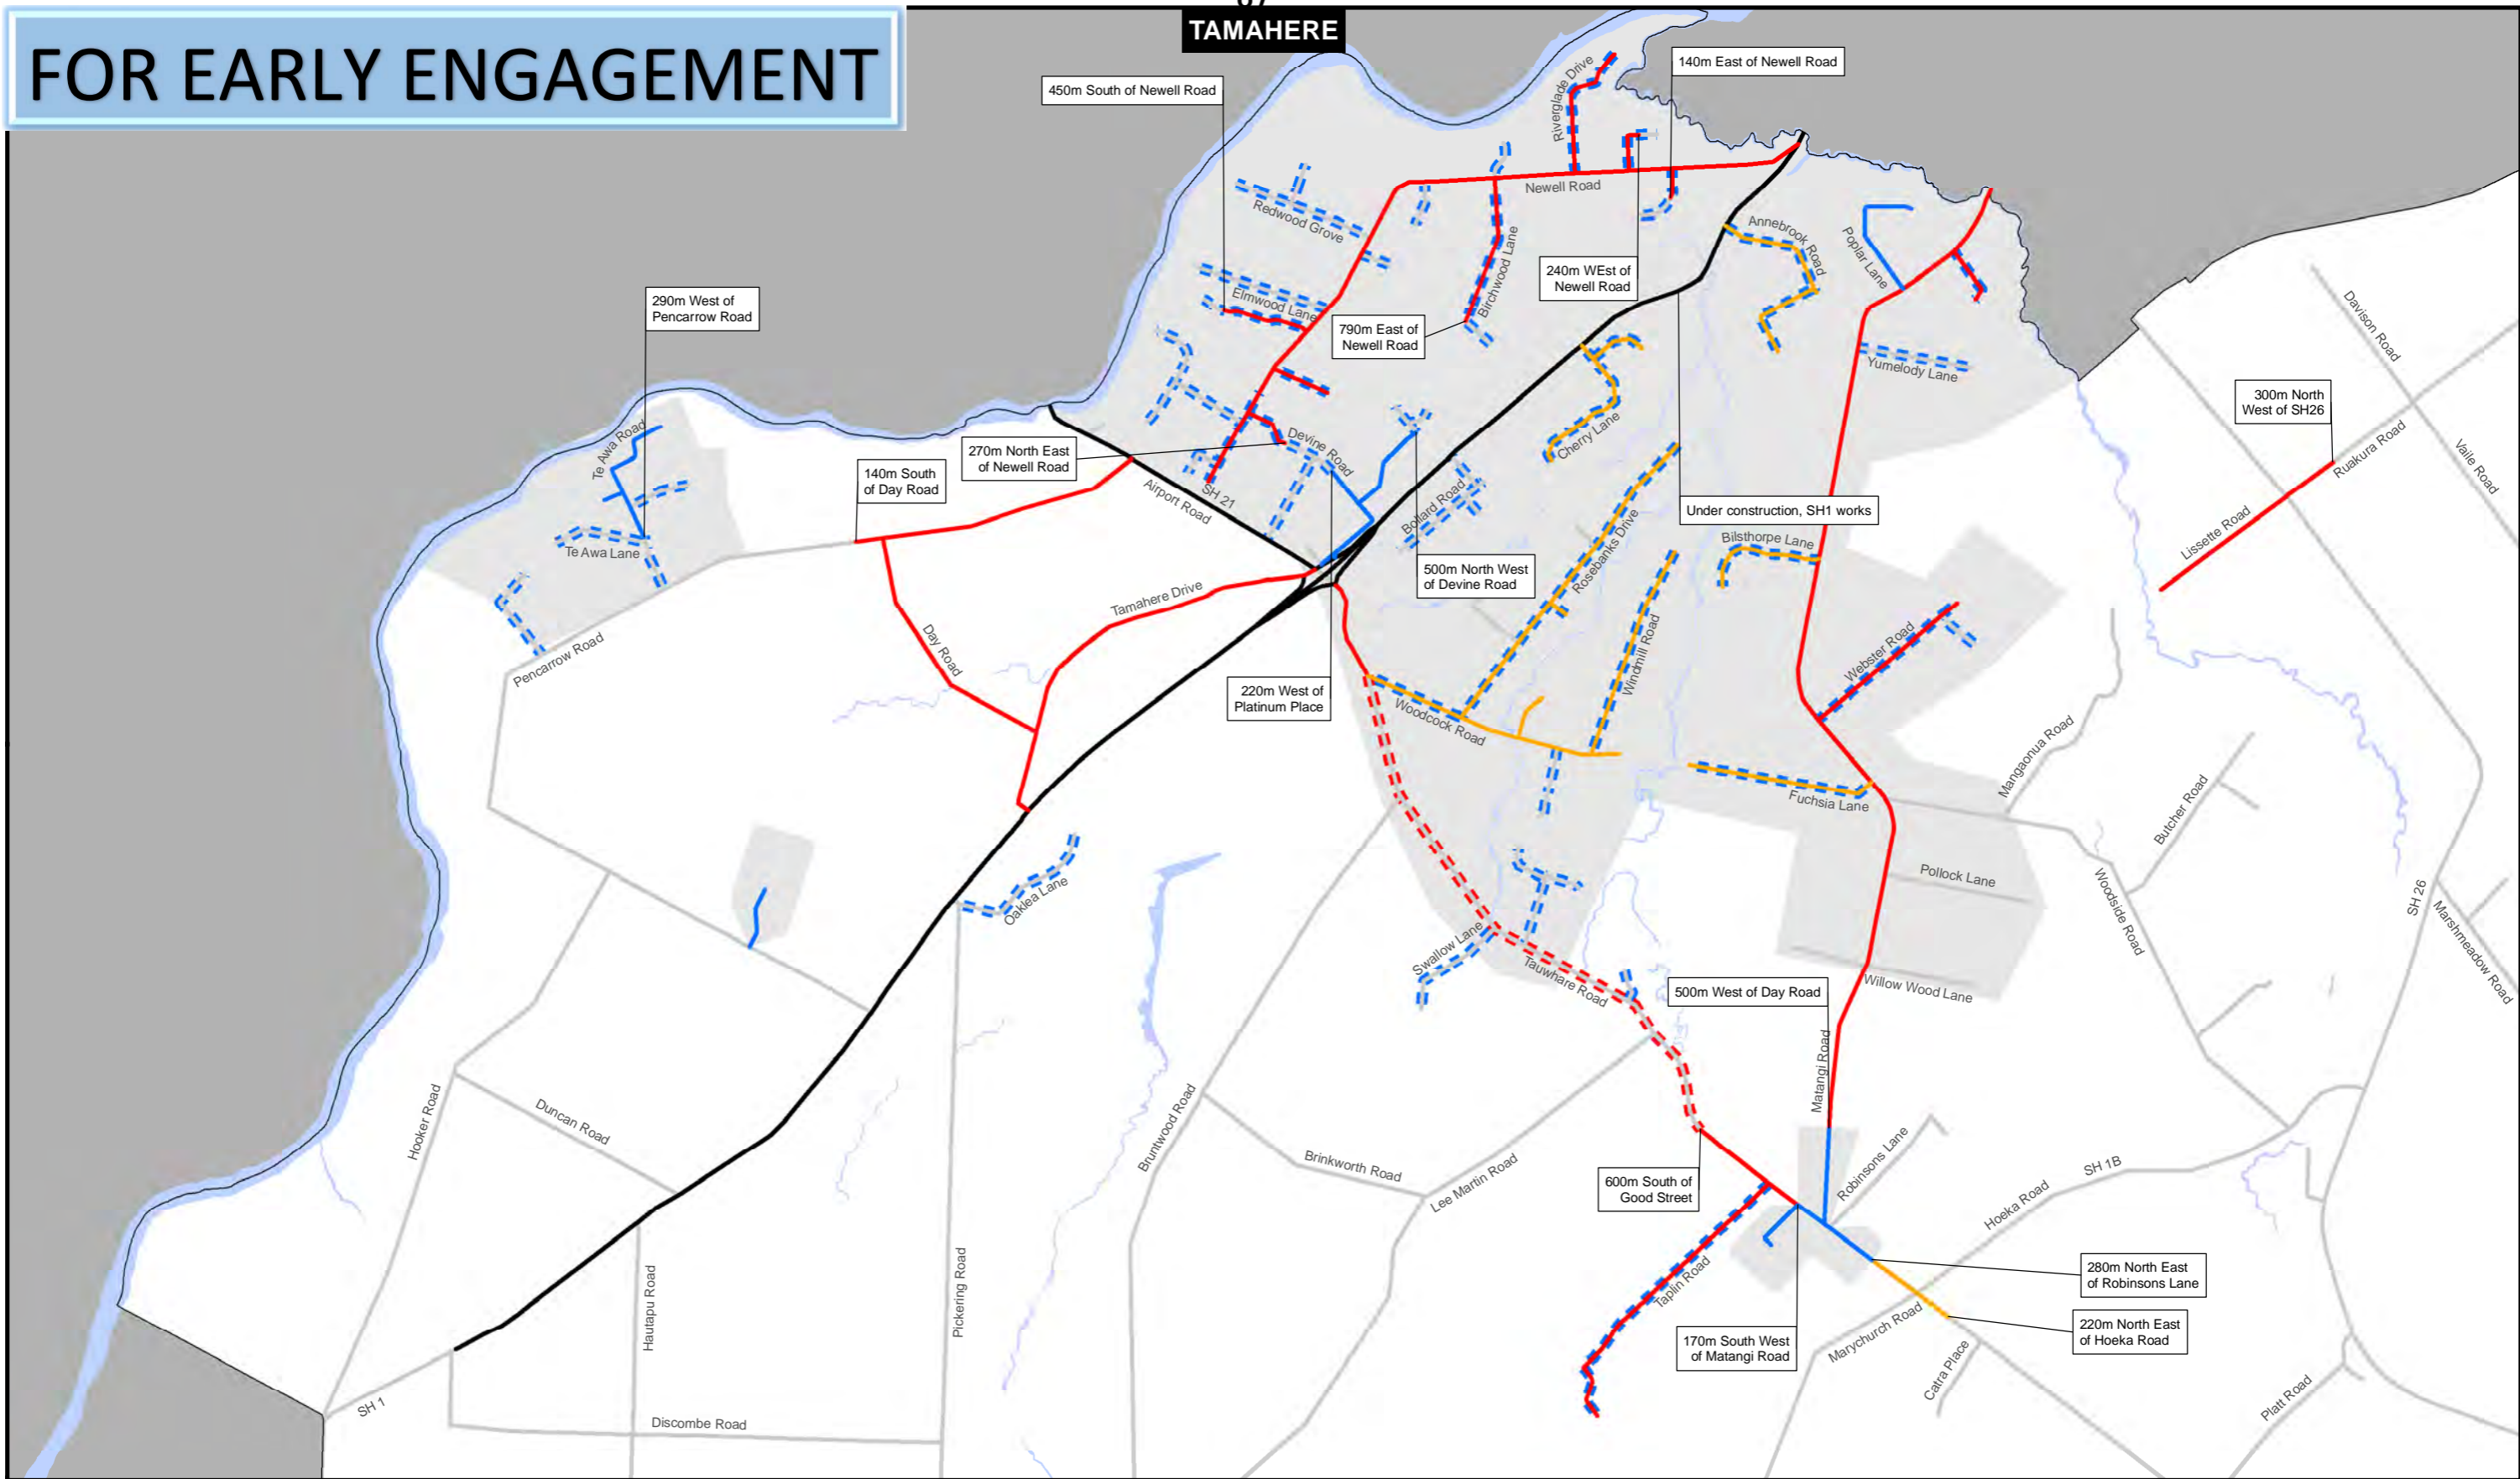 67
TAMAHERE
FOR EARLY ENGAGEMENT
140m East of Newell Road
450m South of Newell Road
Riverglade Drive
Newell Road
Redwood Grove
Annebrook Road
Poplar Lane
Birchwood Lane
240m WEst of
Newell Road
Elmwood Lane
290m West of
Pencarrow Road
790m East of
Newell Road
Davison Road
Yumelody Lane
300m North
West of SH26
Te Awa Road
Cherry Lane
Devine Road
270m North East
of Newell Road
Ruakura Road
Vaile Road
140m South
of Day Road
SH 21
Airport Road
Bollard Road
Under construction, SH1 works
Lissette Road
Te Awa Lane
Rosebanks Drive
Bilsthorpe Lane
500m North West
of Devine Road
Tamahere Drive
Day Road
Windmill Road
Webster Road
Pencarrow Road
220m West of
Platinum Place
Woodcock Road
Mangaonua Road
Fuchsia Lane
Butcher Road
Pollock Lane
Oaklea Lane
Woodside Road
SH 26
Marshmeadow Road
Swallow Lane
Tauwhare Road
Willow Wood Lane
500m West of Day Road
Matangi Road
Hooker Road
Duncan Road
Bruntwood Road
Brinkworth Road
Lee Martin Road
Robinsons Lane
SH 1B
600m South of
Good Street
Hoeka Road
280m North East
of Robinsons Lane
Taplin Road
Hautapu Road
Pickering Road
220m North East
of Hoeka Road
170m South West
of Matangi Road
Marychurch Road
Catra Place
Platt Road
SH 1
Discombe Road